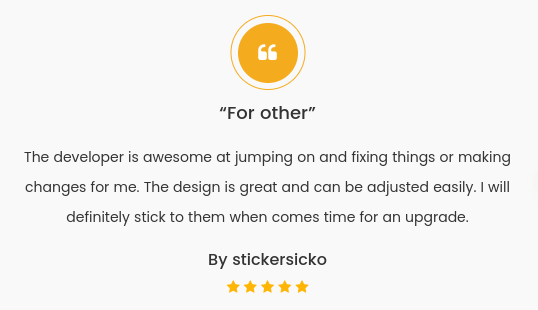 “For other”
The developer is awesome at jumping on and fixing things or making
changes for me. The design is great and can be adjusted easily. I will
definitely stick to them when comes time for an upgrade.
By stickersicko